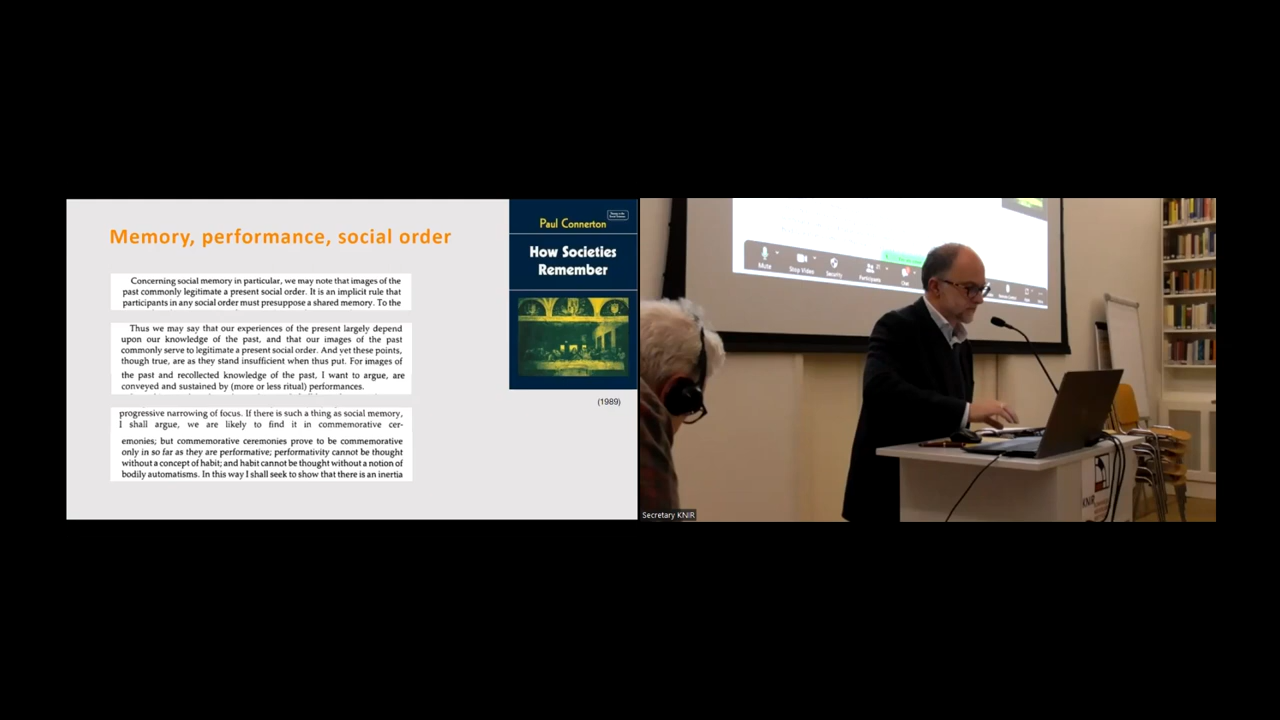 Memory, performance, social order
Concerning social memory in particular, we may note that images of the
past commonly legitimate a present social order. It is an implicit rule that
participants in any social order must presuppose a shared memory. To the
Thus we may say that our experiences of the present largely depend
upon our knowledge of the past, and that our images of the past
commonly serve to legitimate a present social order. And yet these points,
though true, are as they stand insufficient when thus put. For images of
the past and recollected knowledge of the past, I want to argue, are
conveyed and sustained by (more or less ritual) performances.
progressive narrowing of focus. If there is such a thing as social memory,
I shall argue, we are likely to find it in commemorative cer-
emonies; but commemorative ceremonies prove to be commemorative
only in so far as they are performative; performativity cannot be thought
without a concept of habit; and habit cannot be thought without a notion of
bodily automatisms. In this way I shall seek to show that there is an inertia
Paul Connerton
How Societies
Remember
(1989)
Mute
Stop Video
Security
Participants
Chat
KNIR
Secretary KNIR